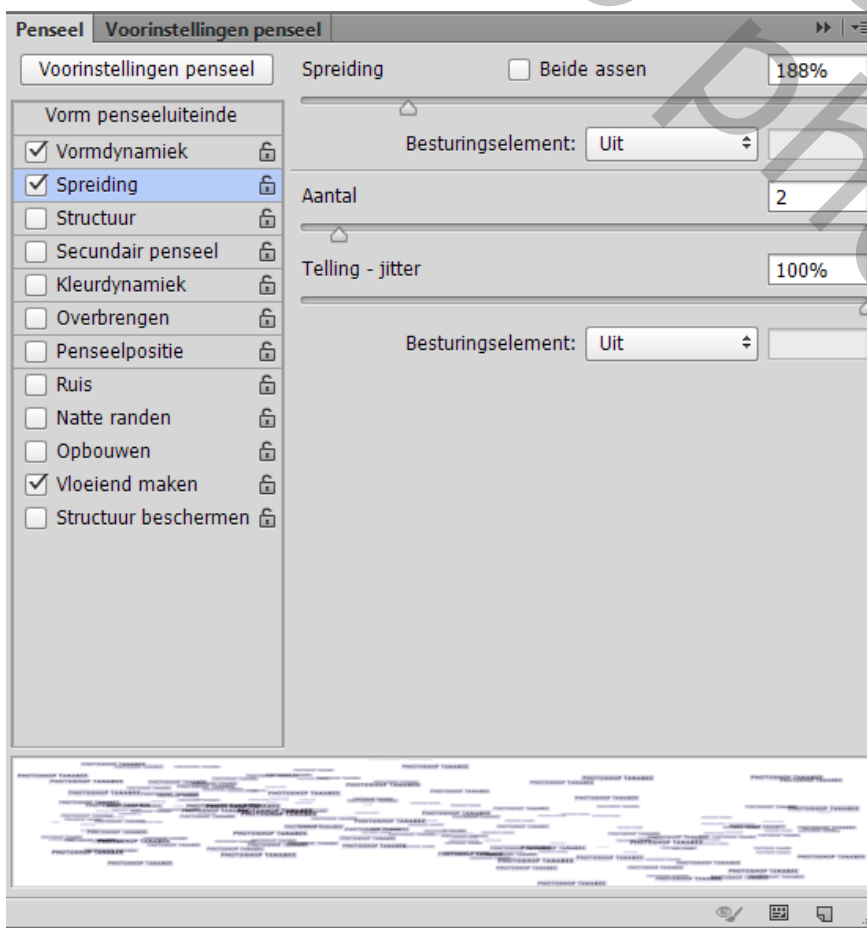 Penseel Voorinstellingen penseel
Voorinstellingen penseel
Vorm penseeluiteinde
Vormdynamiek
Spreiding
Structuur
Secundair penseel
Kleurdynamiek
Overbrengen
Penseelpositie
Ruis
Natte randen
Opbouwen
Vloeiend maken
Structuur beschermen
Spreiding Beide assen 188%
Besturingselement: Uit
Aantal 2
Telling - jitter 100%
Besturingselement: Uit